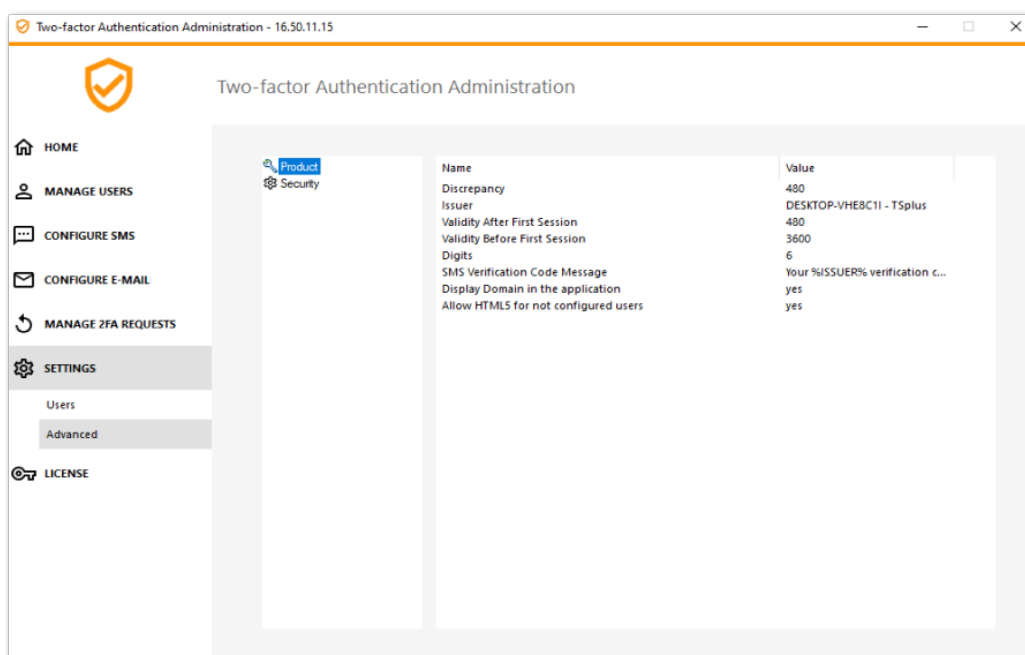 Two-factor Authentication Administration - 16.50.11.15
Two-factor Authentication Administration
HOME
MANAGE USERS
CONFIGURE SMS
CONFIGURE E-MAIL
MANAGE 2FA REQUESTS
SETTINGS
Users
Advanced
LICENSE
Product
Security
Name Value
Discrepancy 480
Issuer DESKTOP-VHE8C1I - TSplus
Validity After First Session 480
Validity Before First Session 3600
Digits 6
SMS Verification Code Message Your %ISSUER% verification c...
Display Domain in the application yes
Allow HTML5 for not configured users yes